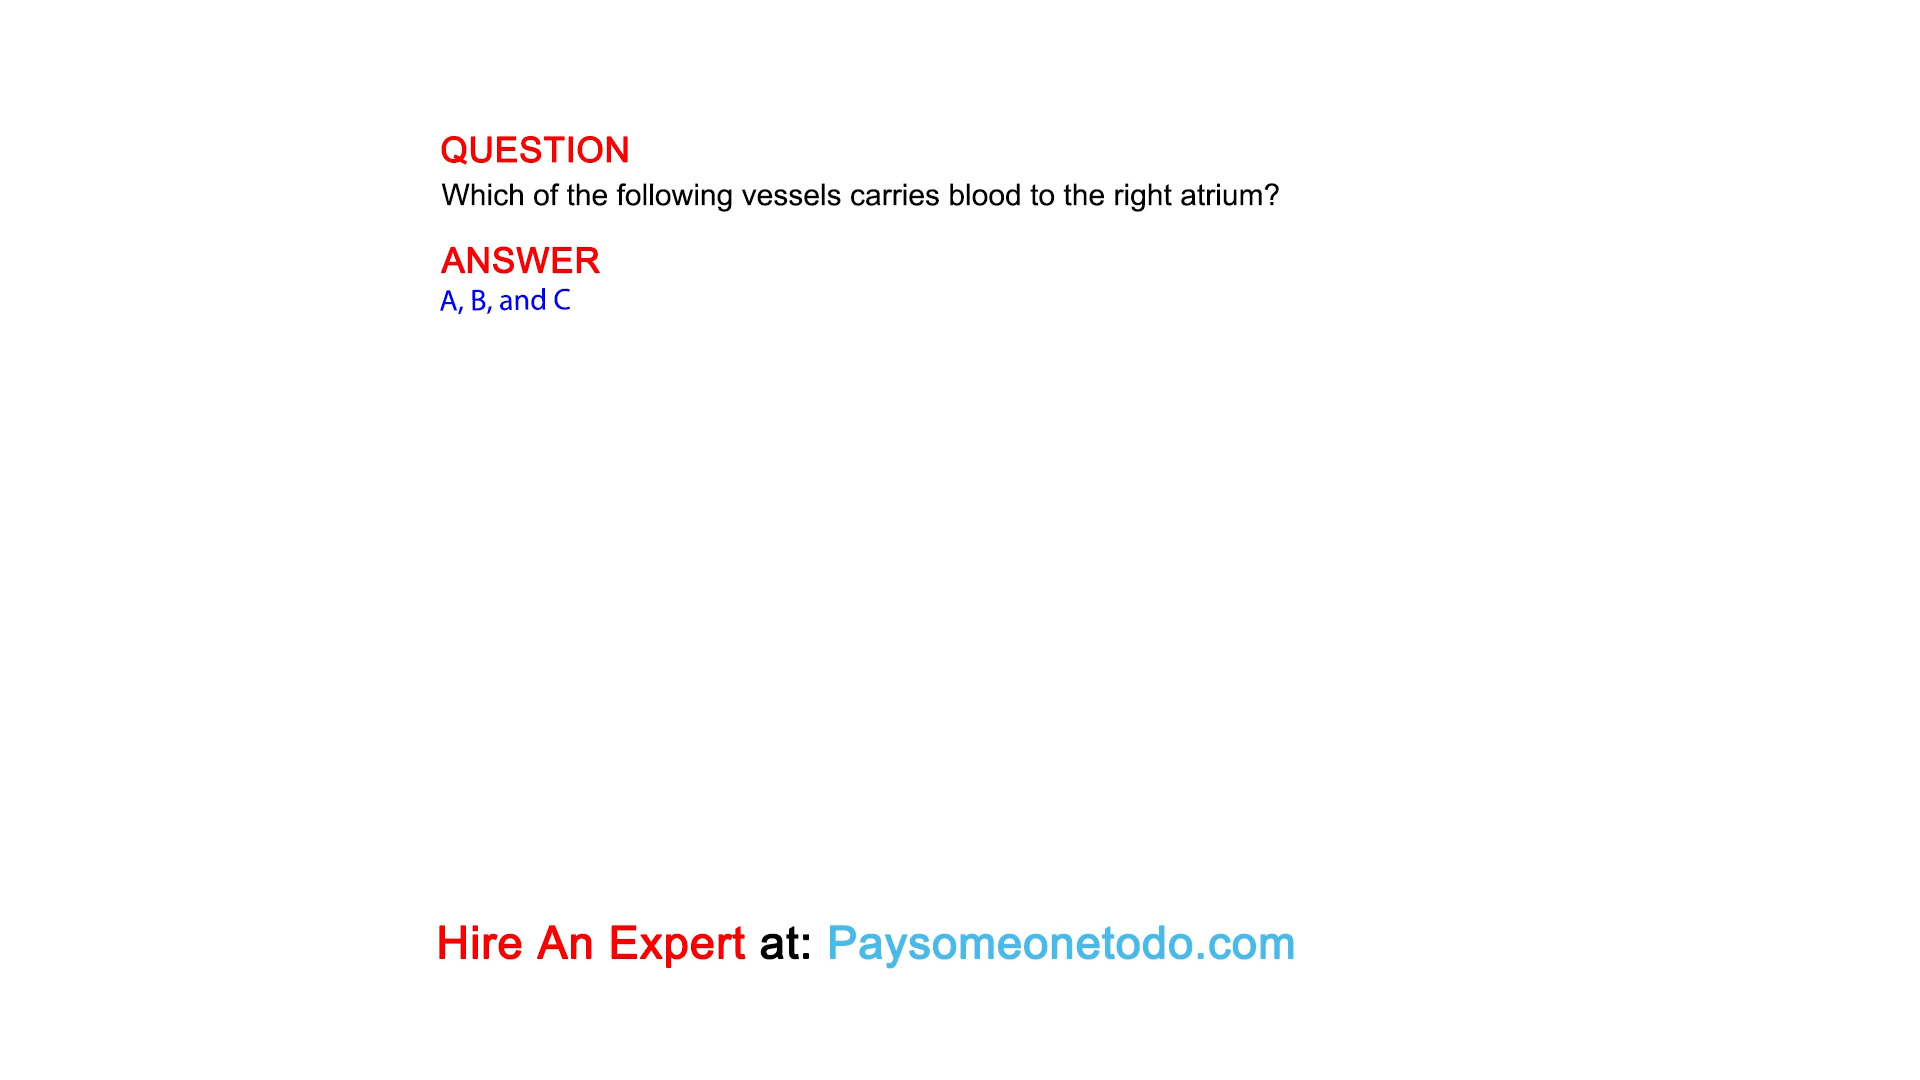 QUESTION
Which of the following vessels carries blood to the right atrium?
ANSWER
A, B, and C
Hire An Expert at: Paysomeonetodo.com